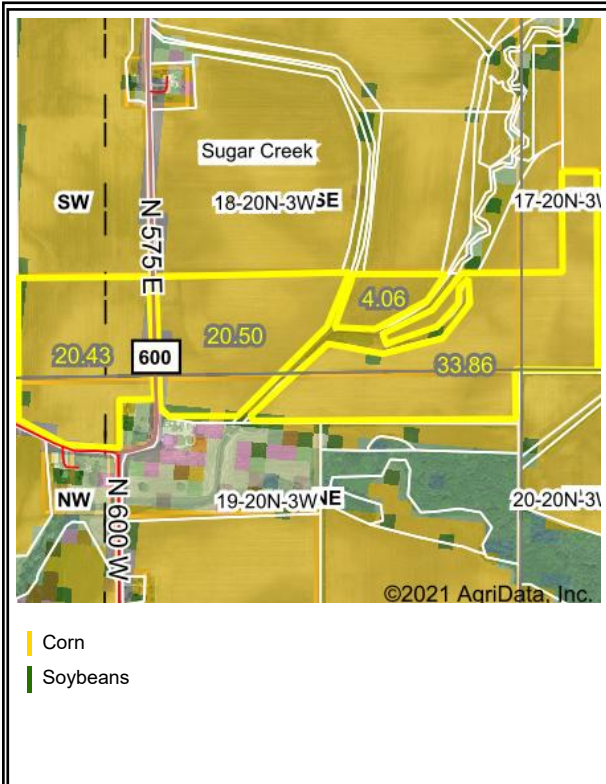 Sugar Creek
SW
18-20N-3W
SE
17-20N-3W
N 575 E
4.06
20.50
20.43
600
33.86
NW
19-20N-3W
NE
20-20N-3W
N 600 W
©2021 AgriData, Inc.
Corn
Soybeans